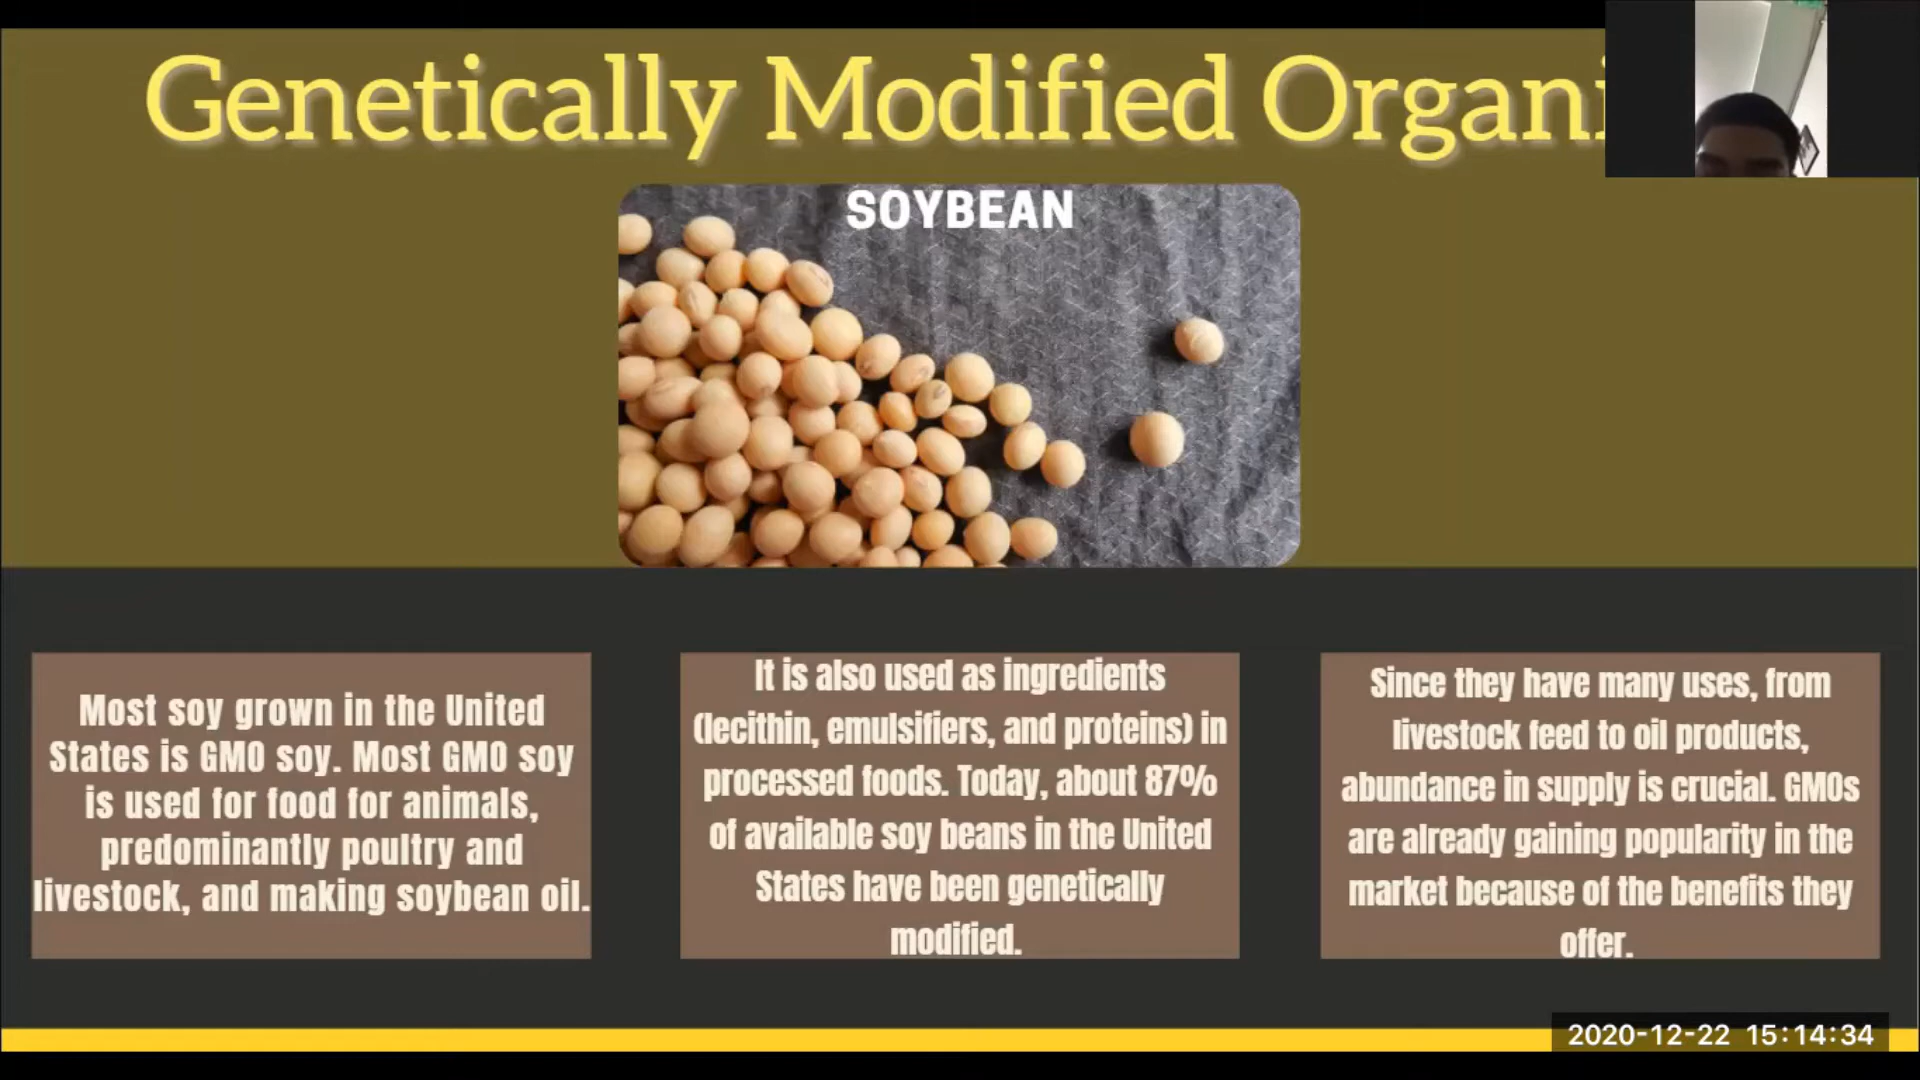 Genetically Modified Organi
SOYBEAN
Most soy grown in the United
States is GMO soy. Most GMO soy
is used for food for animals,
predominantly poultry and
livestock, and making soybean oil.
It is also used as ingredients
(lecithin, emulsifiers, and proteins) in
processed foods. Today, about 87%
of available soy beans in the United
States have been genetically
modified.
Since they have many uses, from
livestock feed to oil products,
abundance in supply is crucial. GMOs
are already gaining popularity in the
market because of the benefits they
offer.
2020-12-22 15:14:34